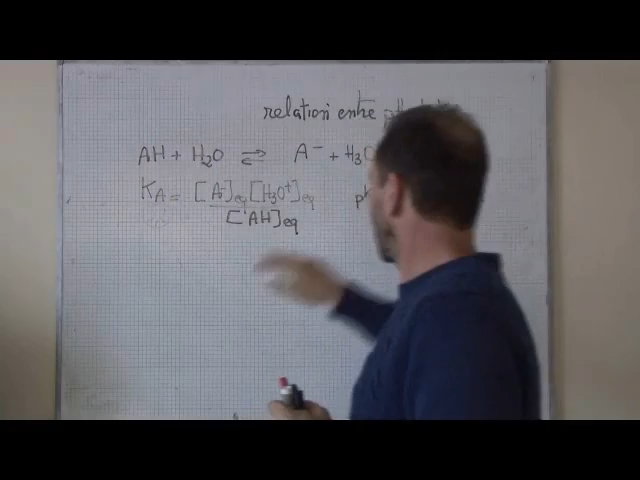 relation entre
AH + H₂O ⇌ A⁻ + H₃O
KA = [A⁻]eq [H₃O⁺]eq
[AH]eq